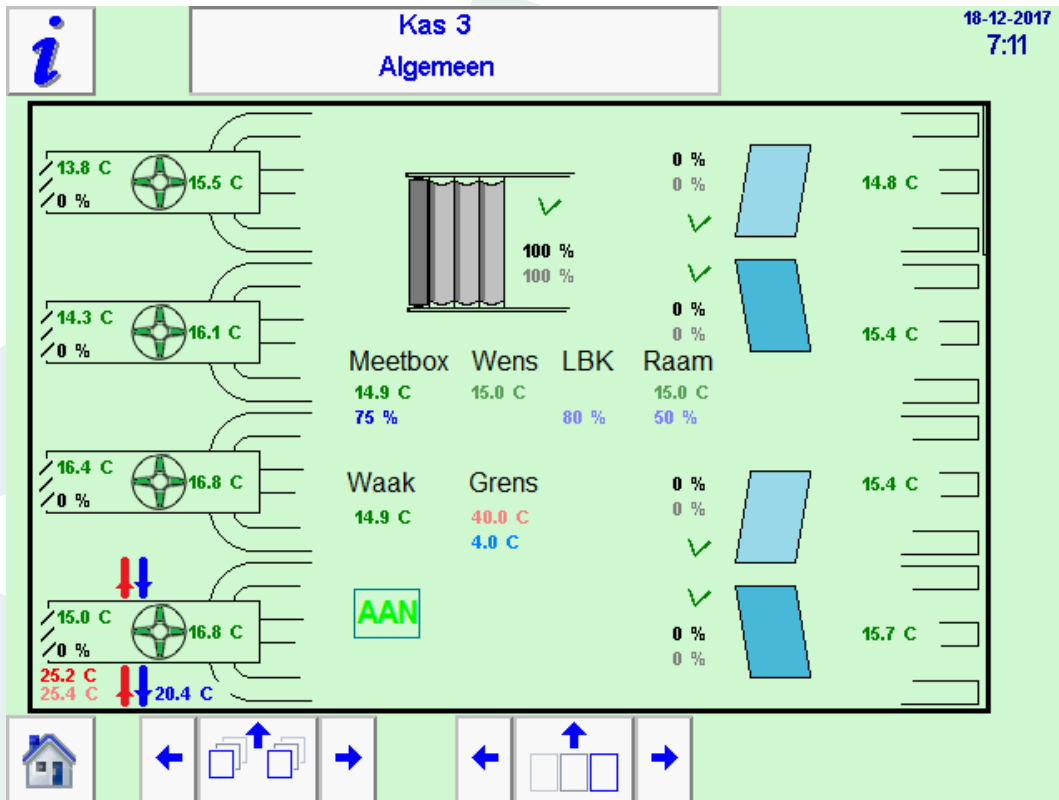 Kas 3
Algemeen
18-12-2017
7:11
13.8 C
15.5 C
0 %
14.3 C
16.1 C
0 %
16.4 C
16.8 C
0 %
15.0 C
16.8 C
0 %
25.2 C
25.4 C
20.4 C
100 %
100 %
Meetbox Wens LBK Raam
14.9 C 15.0 C 15.0 C
75 % 80 % 50 %
Waak Grens
14.9 C 40.0 C
4.0 C
AAN
0 %
0 %
0 %
0 %
0 %
0 %
0 %
0 %
14.8 C
15.4 C
15.4 C
15.7 C